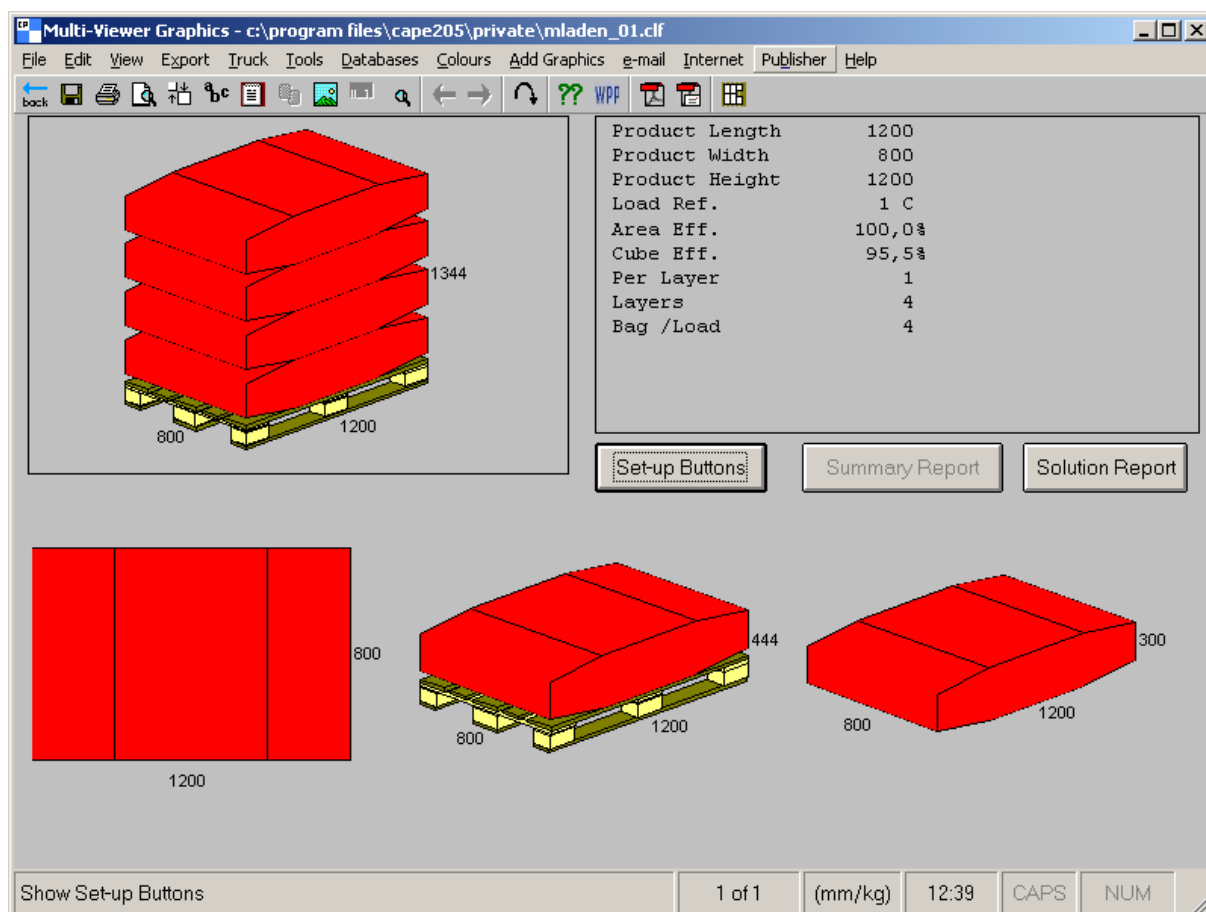 CP Multi-Viewer Graphics - c:\program files\cape205\private\mladen_01.clf
File Edit View Export Truck Tools Databases Colours Add Graphics e-mail Internet Publisher Help
back abc ?? WPP
Product Length 1200
Product Width 800
Product Height 1200
Load Ref. 1 C
Area Eff. 100,0%
Cube Eff. 95,5%
Per Layer 1
Layers 4
Bag /Load 4
1344
800 1200
Set-up Buttons Summary Report Solution Report
800
1200
444
800 1200
300
800 1200
Show Set-up Buttons 1 of 1 (mm/kg) 12:39 CAPS NUM